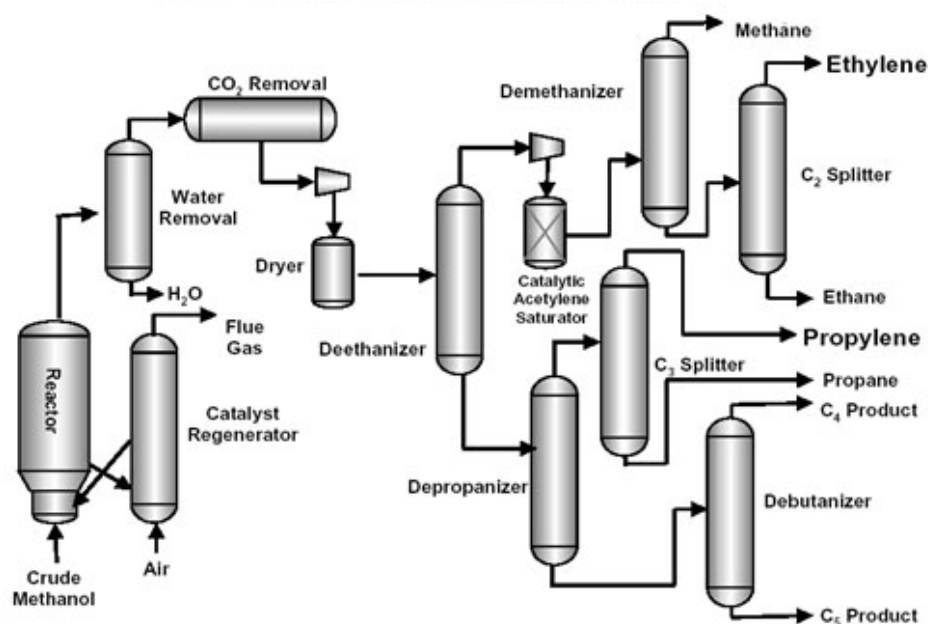 Methane
Ethylene
CO₂ Removal
Demethanizer
C₂ Splitter
Water
Removal
Dryer
Catalytic
Acetylene
Saturator
H₂O
Ethane
Flue
Gas
Deethanizer
Propylene
Reactor
C₃ Splitter
Propane
Catalyst
Regenerator
C₄ Product
Depropanizer
Debutanizer
Crude
Methanol
Air
C₅ Product